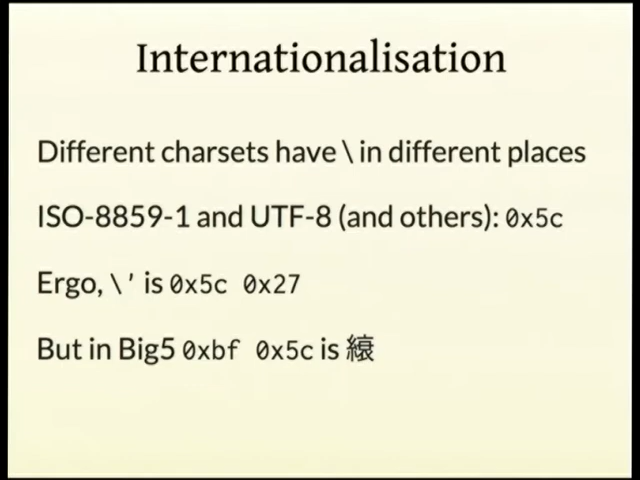 Internationalisation
Different charsets have \ in different places
ISO-8859-1 and UTF-8 (and others): 0x5c
Ergo, \' is 0x5c 0x27
But in Big5 0xbf 0x5c is 縗